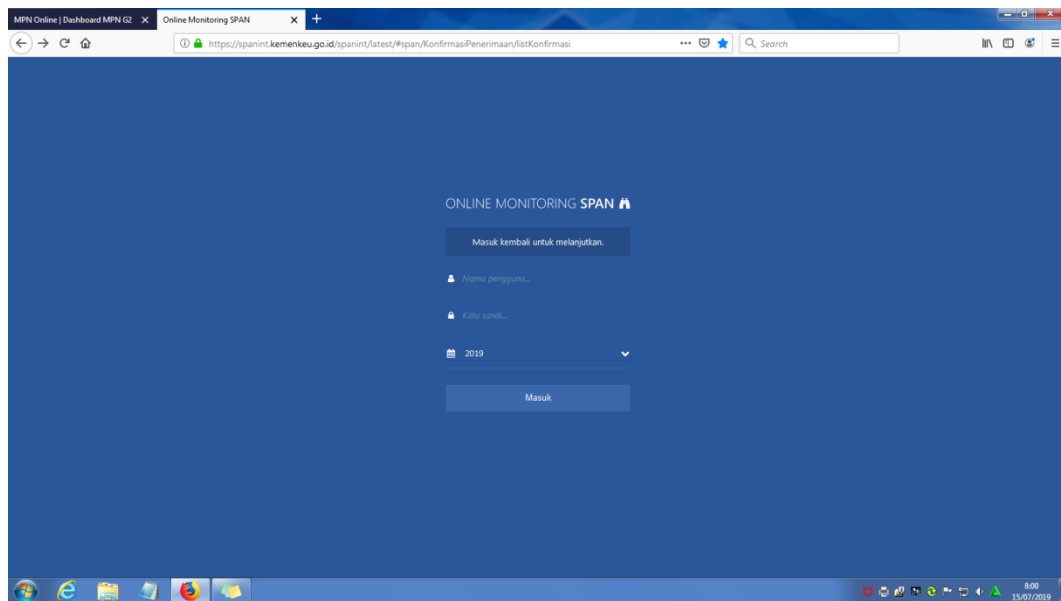 MPN Online | Dashboard MPN G2
Online Monitoring SPAN
https://spanint.kemenkeu.go.id/spanint/latest/#span/KonfirmasiPenerimaan/listKonfirmasi
Search
ONLINE MONITORING SPAN
Masuk kembali untuk melanjutkan.
Nama pengguna...
Kata sandi...
2019
Masuk
8:00
15/07/2019